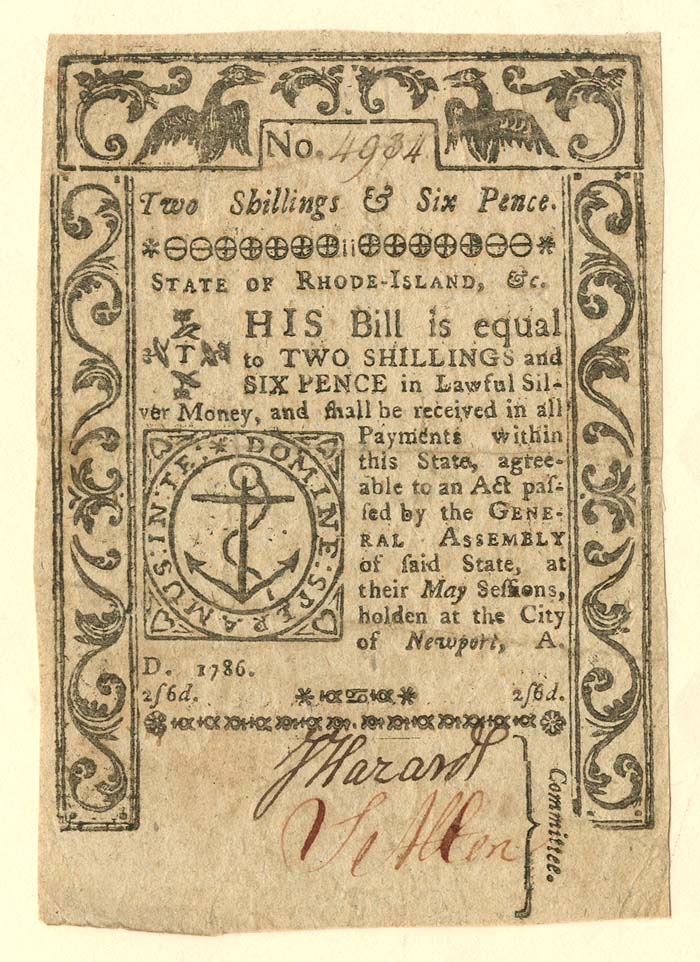 No. 4934
Two Shillings & Six Pence.
STATE OF RHODE-ISLAND, &c.
THIS Bill is equal
to TWO SHILLINGS and
SIX PENCE in Lawful Sil-
ver Money, and ſhall be received in all
Payments within
this State, agree-
able to an Act paſ-
ſed by the GENE-
RAL ASSEMBLY
of ſaid State, at
their May Seſſions,
holden at the City
of Newport, A.
D. 1786.
IN·TE·*DOMINE:SPERAMUS:
2ſ6d. 2ſ6d.
J Hazard
S. Allen
Committee.